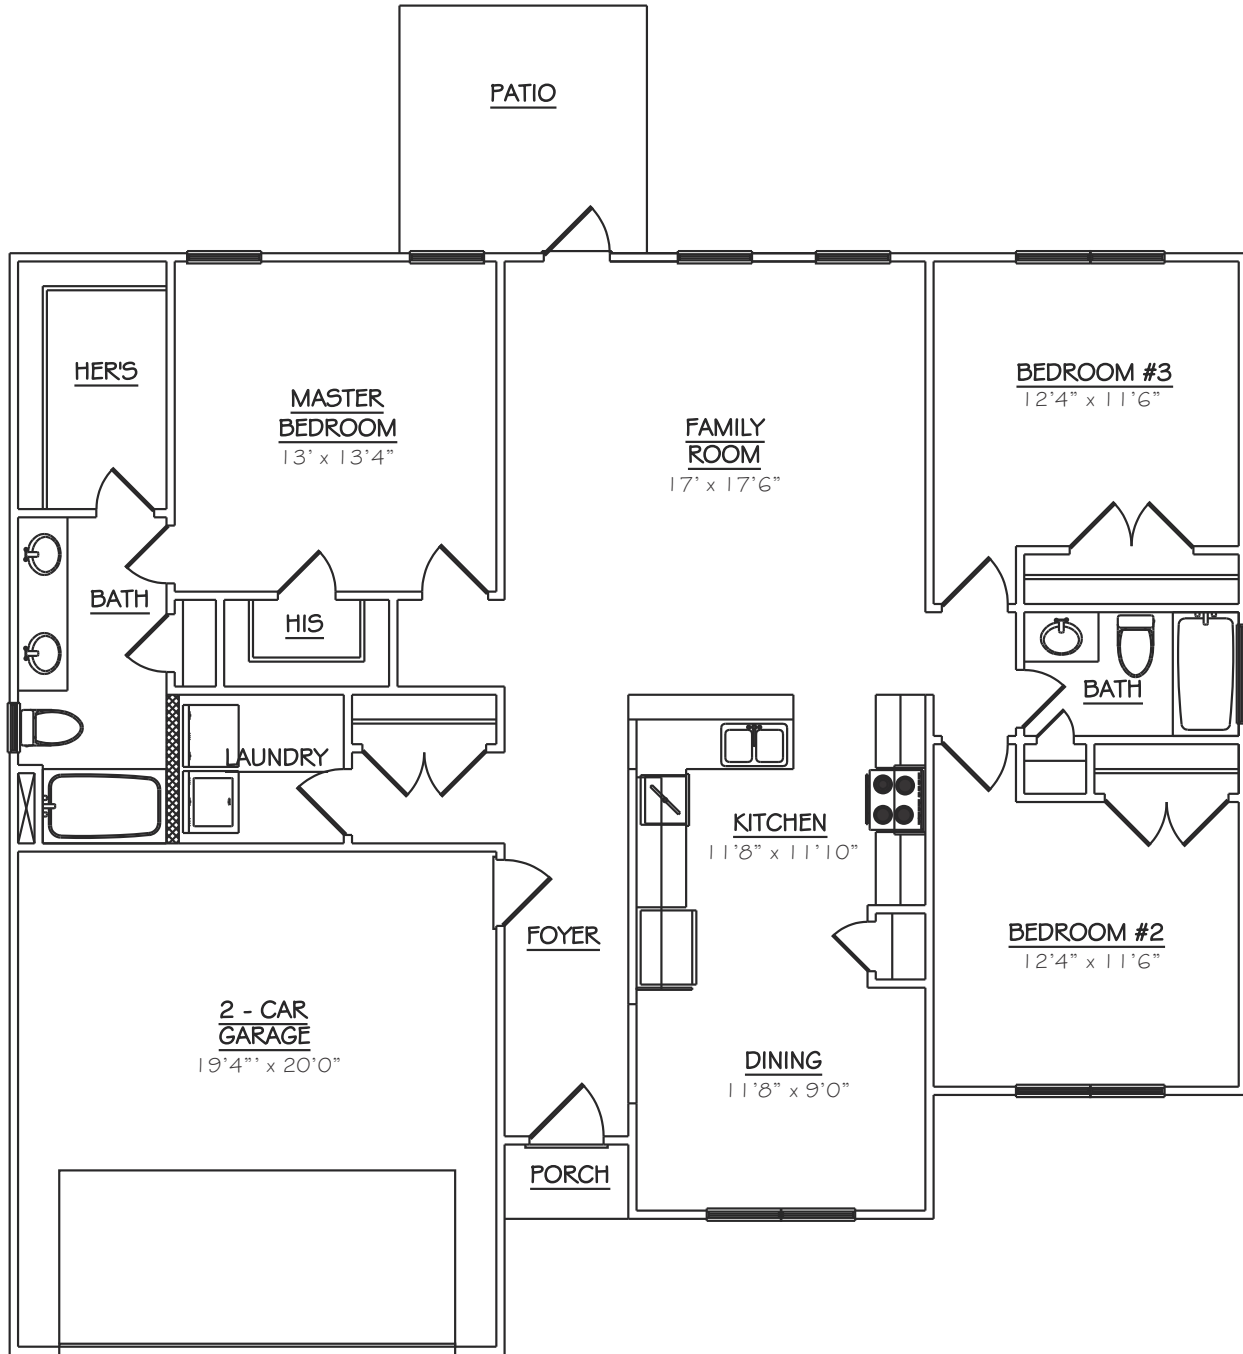 PATIO
HER'S
MASTER
BEDROOM
13' x 13'4"
FAMILY
ROOM
17' x 17'6"
BEDROOM #3
12'4" x 11'6"
BATH
HIS
BATH
LAUNDRY
KITCHEN
11'8" x 11'10"
FOYER
BEDROOM #2
12'4" x 11'6"
2 - CAR
GARAGE
19'4"' x 20'0"
DINING
11'8" x 9'0"
PORCH